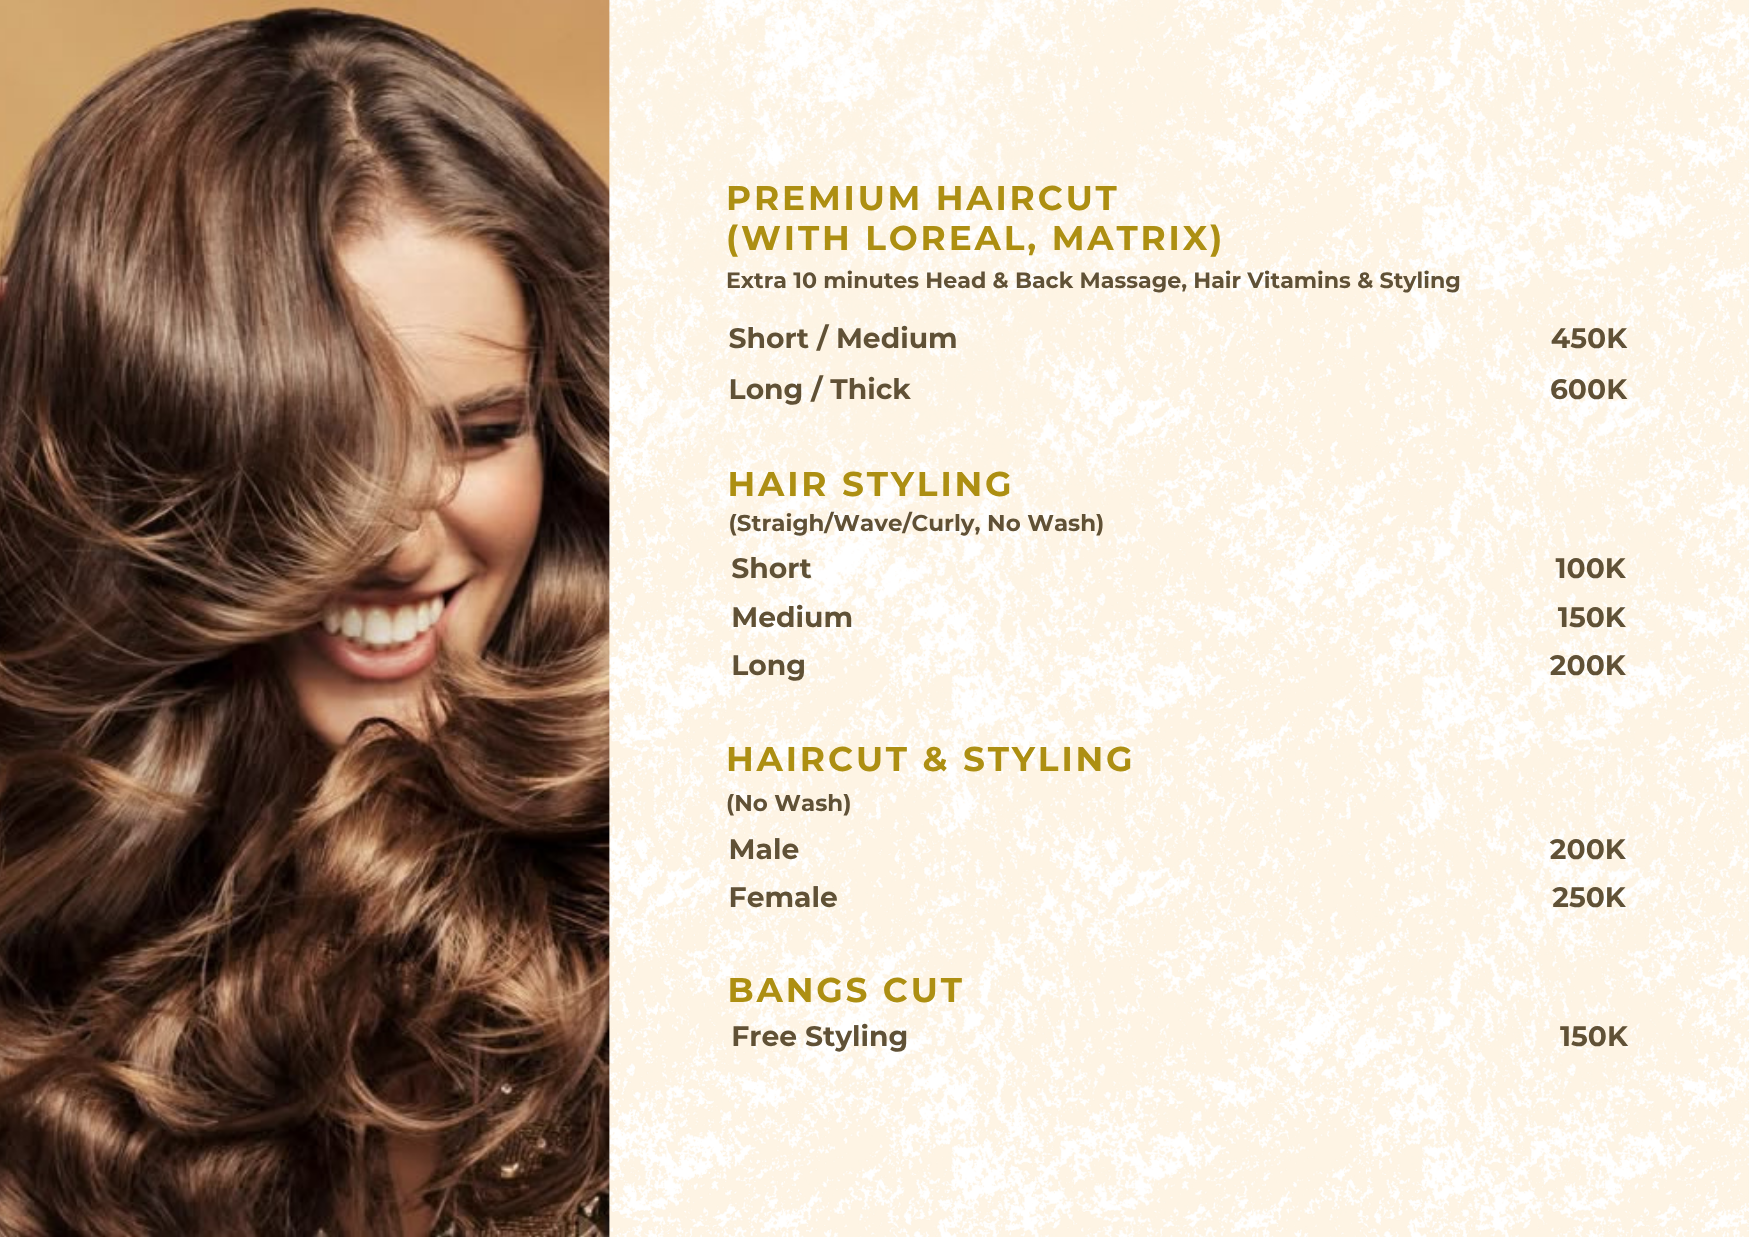 PREMIUM HAIRCUT
(WITH LOREAL, MATRIX)
Extra 10 minutes Head & Back Massage, Hair Vitamins & Styling
Short / Medium 450K
Long / Thick 600K
HAIR STYLING
(Straigh/Wave/Curly, No Wash)
Short 100K
Medium 150K
Long 200K
HAIRCUT & STYLING
(No Wash)
Male 200K
Female 250K
BANGS CUT
Free Styling 150K